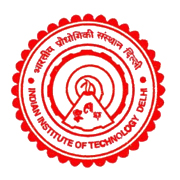 भारतीय प्रौद्योगिकी संस्थान दिल्ली
INDIAN INSTITUTE OF TECHNOLOGY DELHI